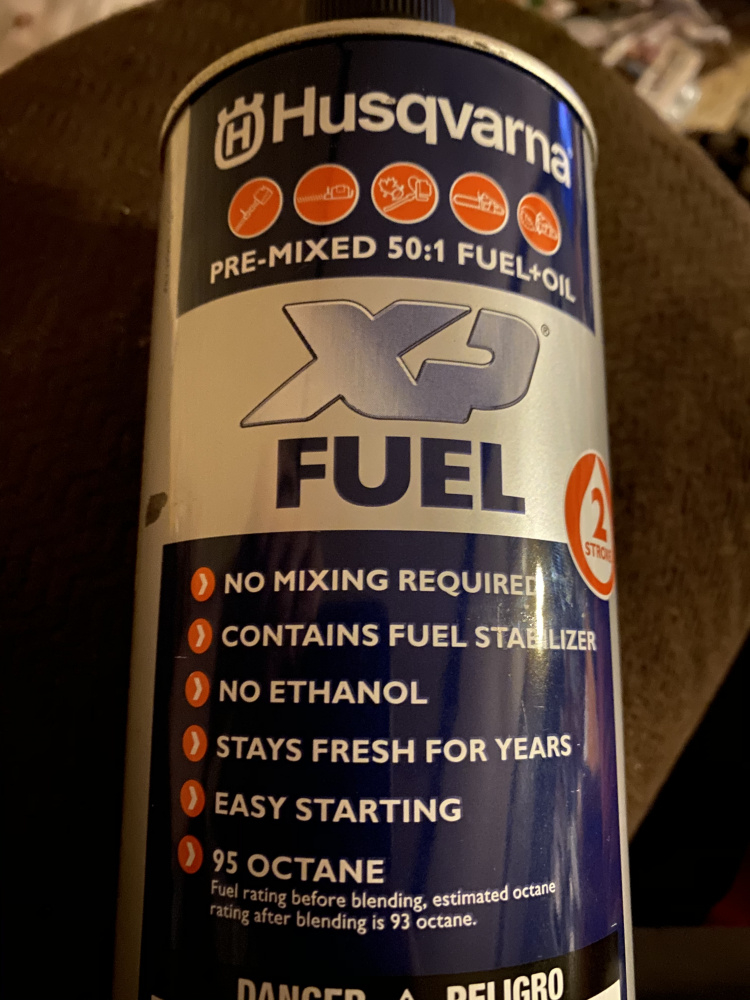 H Husqvarna
PRE-MIXED 50:1 FUEL+OIL
XP®
FUEL
2
STROKE
NO MIXING REQUIRED
CONTAINS FUEL STABILIZER
NO ETHANOL
STAYS FRESH FOR YEARS
EASY STARTING
95 OCTANE
Fuel rating before blending, estimated octane
rating after blending is 93 octane.
DANGER ⚠ PELIGRO